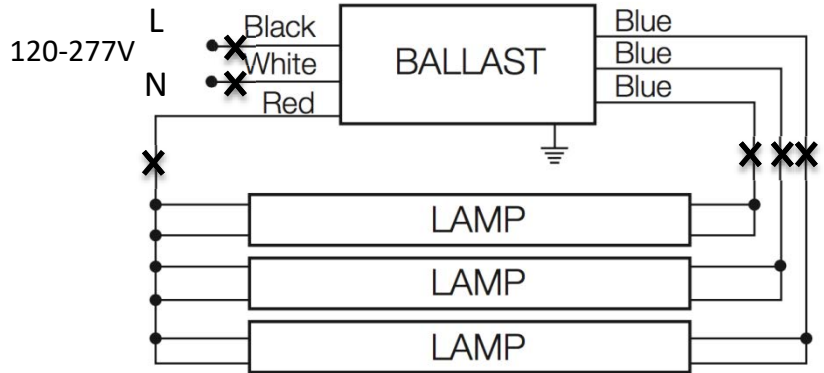 L
120-277V
N
Black
White
Red
BALLAST
Blue
Blue
Blue
LAMP
LAMP
LAMP